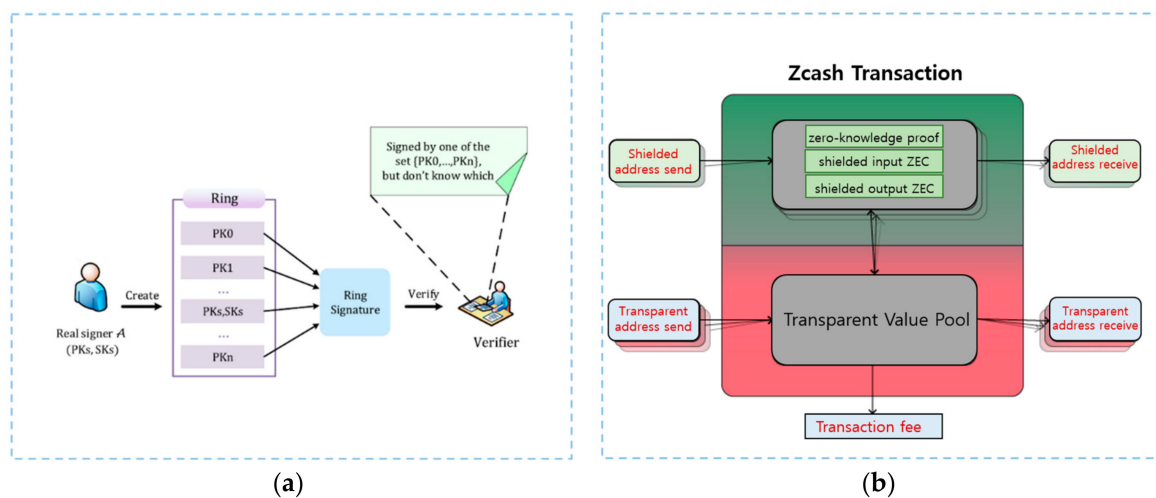 Signed by one of the
set {PK0,...,PKn},
but don't know which
Ring
PK0
PK1
...
PKs,SKs
...
PKn
Real signer A
(PKs, SKs)
Create
Ring
Signature
Verify
Verifier
(a)
Zcash Transaction
zero-knowledge proof
shielded input ZEC
shielded output ZEC
Shielded
address send
Shielded
address receive
Transparent
address send
Transparent Value Pool
Transparent
address receive
Transaction fee
(b)